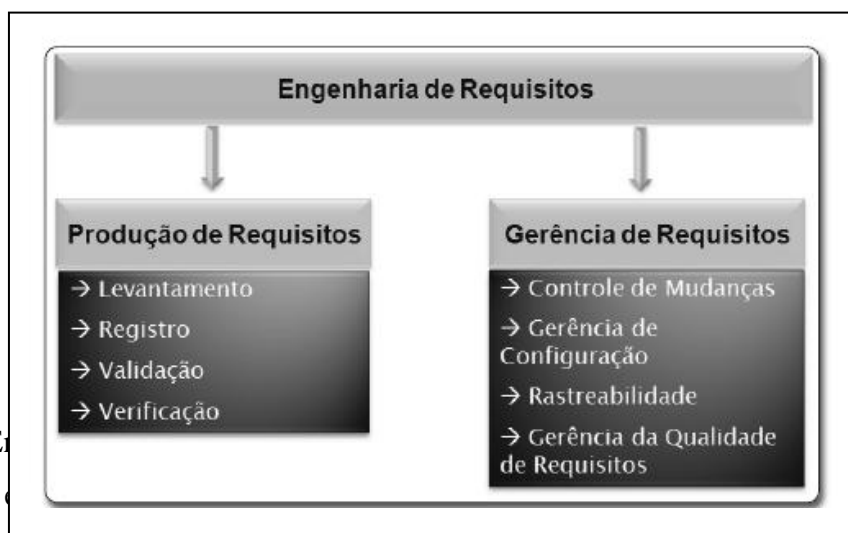 Engenharia de Requisitos
Produção de Requisitos
→ Levantamento
→ Registro
→ Validação
→ Verificação
Gerência de Requisitos
→ Controle de Mudanças
→ Gerência de
Configuração
→ Rastreabilidade
→ Gerência da Qualidade
de Requisitos